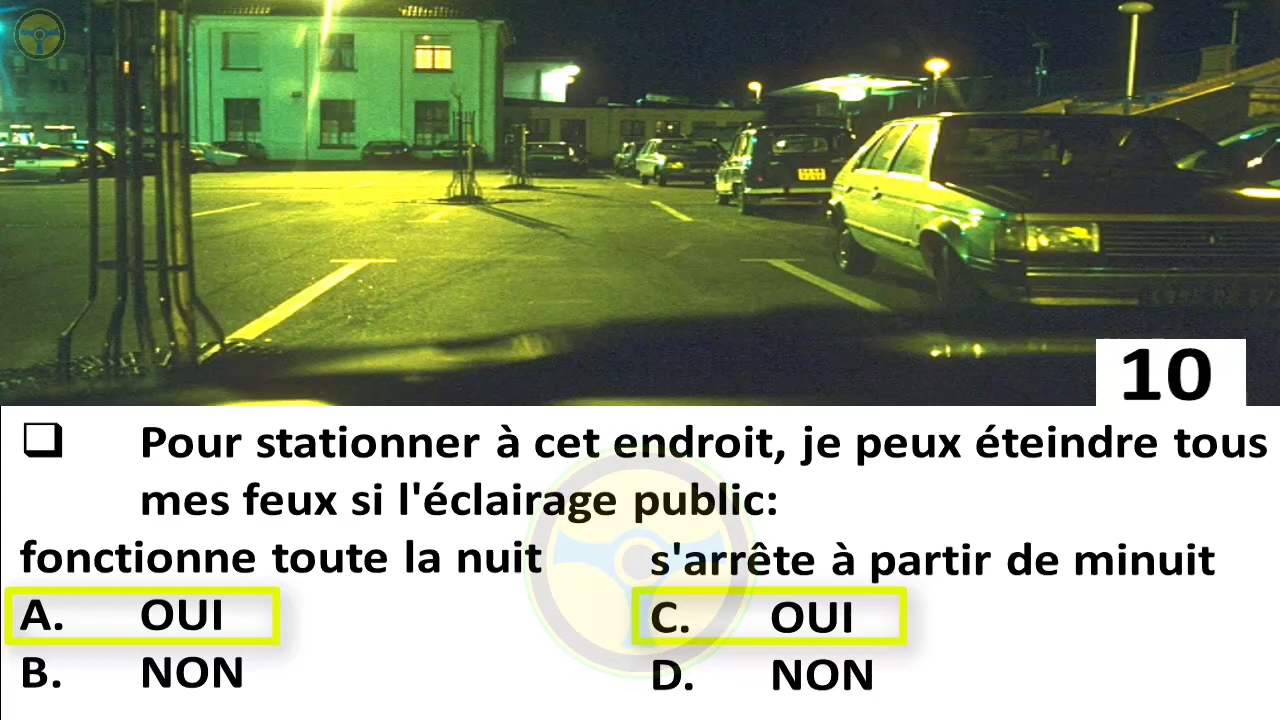 10
❑ Pour stationner à cet endroit, je peux éteindre tous
mes feux si l'éclairage public:
fonctionne toute la nuit
s'arrête à partir de minuit
A. OUI
C. OUI
B. NON
D. NON